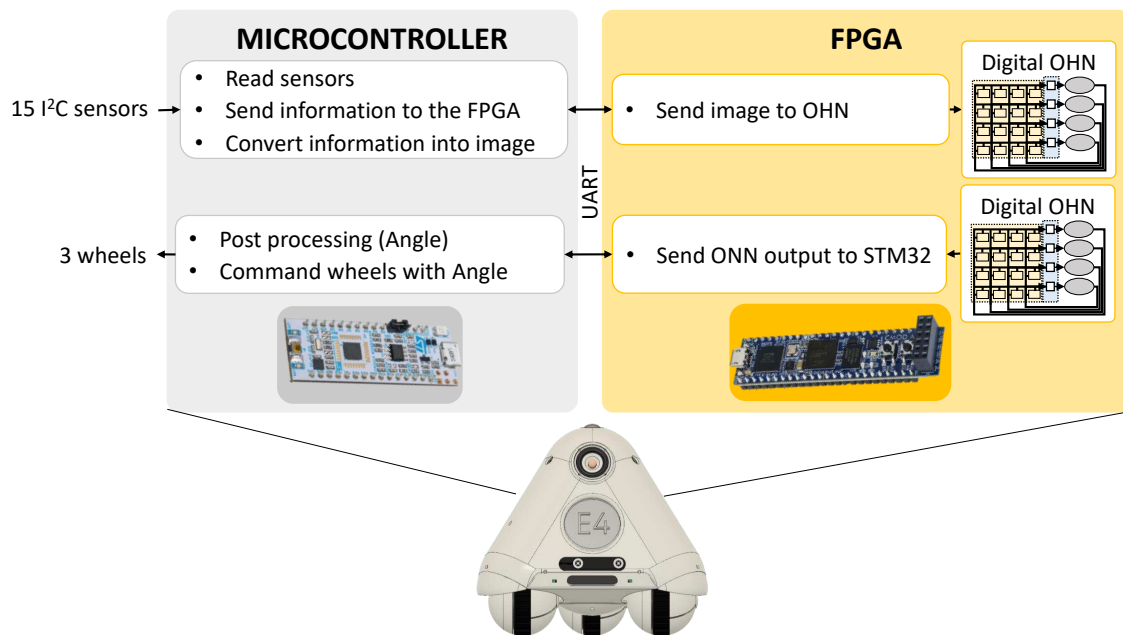 MICROCONTROLLER
FPGA
15 I²C sensors
• Read sensors
• Send information to the FPGA
• Convert information into image
• Send image to OHN
Digital OHN
UART
3 wheels
• Post processing (Angle)
• Command wheels with Angle
• Send ONN output to STM32
Digital OHN
E4